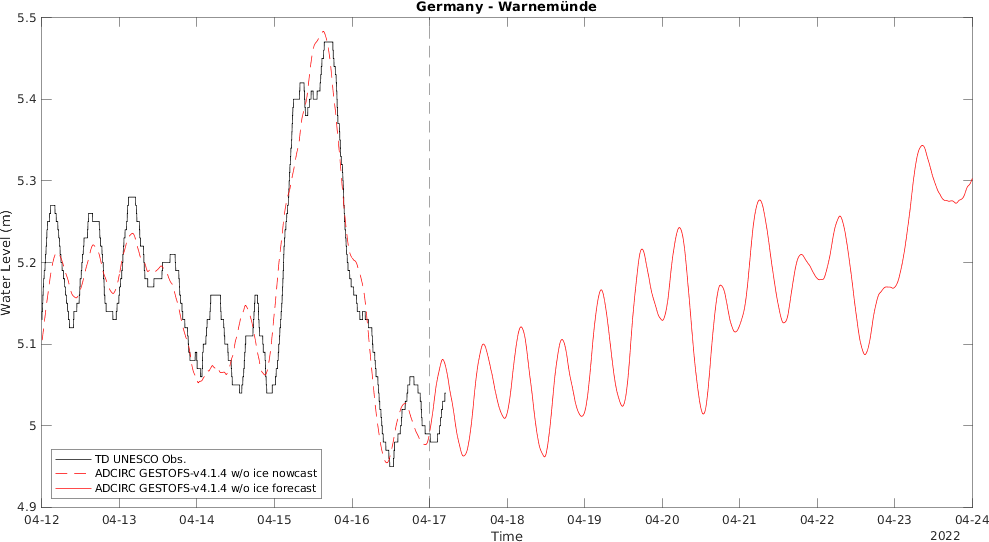 Germany - Warnemünde
5.5
5.4
5.3
5.2
5.1
5
4.9
Water Level (m)
TD UNESCO Obs.
ADCIRC GESTOFS-v4.1.4 w/o ice nowcast
ADCIRC GESTOFS-v4.1.4 w/o ice forecast
04-12 04-13 04-14 04-15 04-16 04-17 04-18 04-19 04-20 04-21 04-22 04-23 04-24
Time
2022